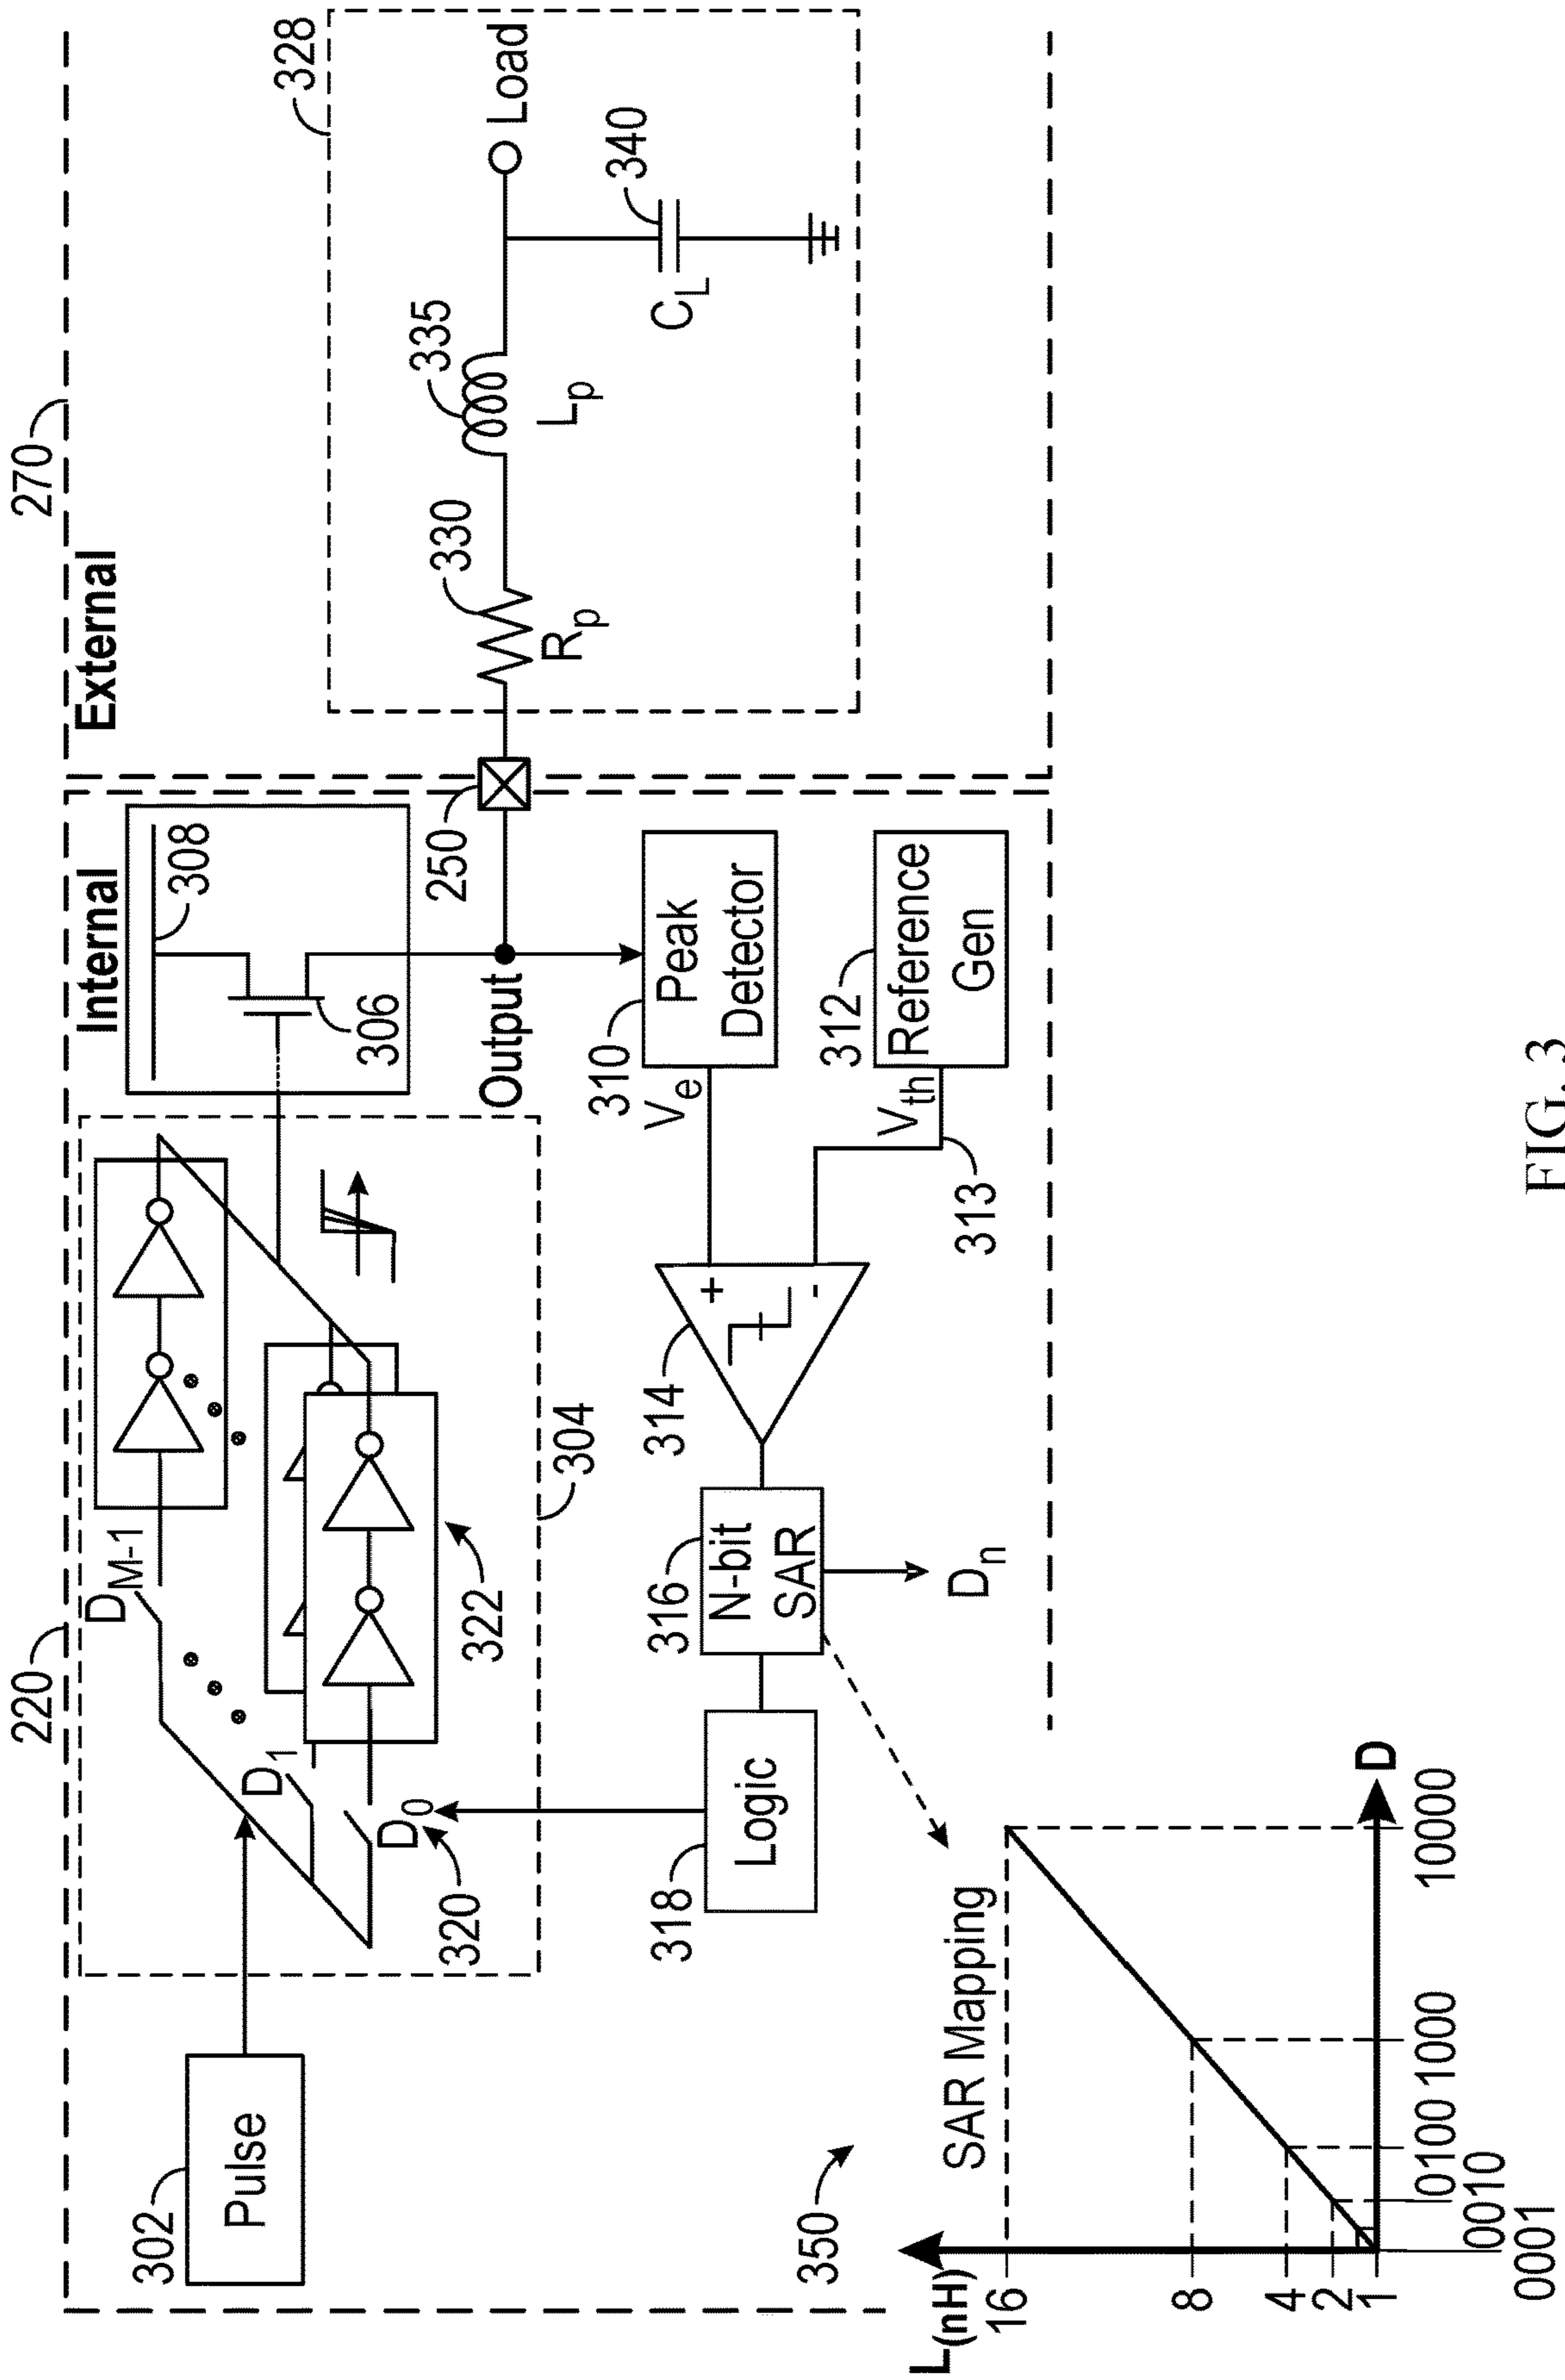 270
External
328
Load
340
C_L
335
L_p
330
R_p
250
220
Internal
308
306
Output
D_M-1
D_1
D_0
320
322
304
302
Pulse
310
Peak
Detector
V_e
312
Reference
Gen
V_th
313
314
+
-
316
N-bit
SAR
D_n
318
Logic
350
SAR Mapping
L(nH)
16
8
4
2
1
0001
0010
0100
1000
10000
D
FIG. 3